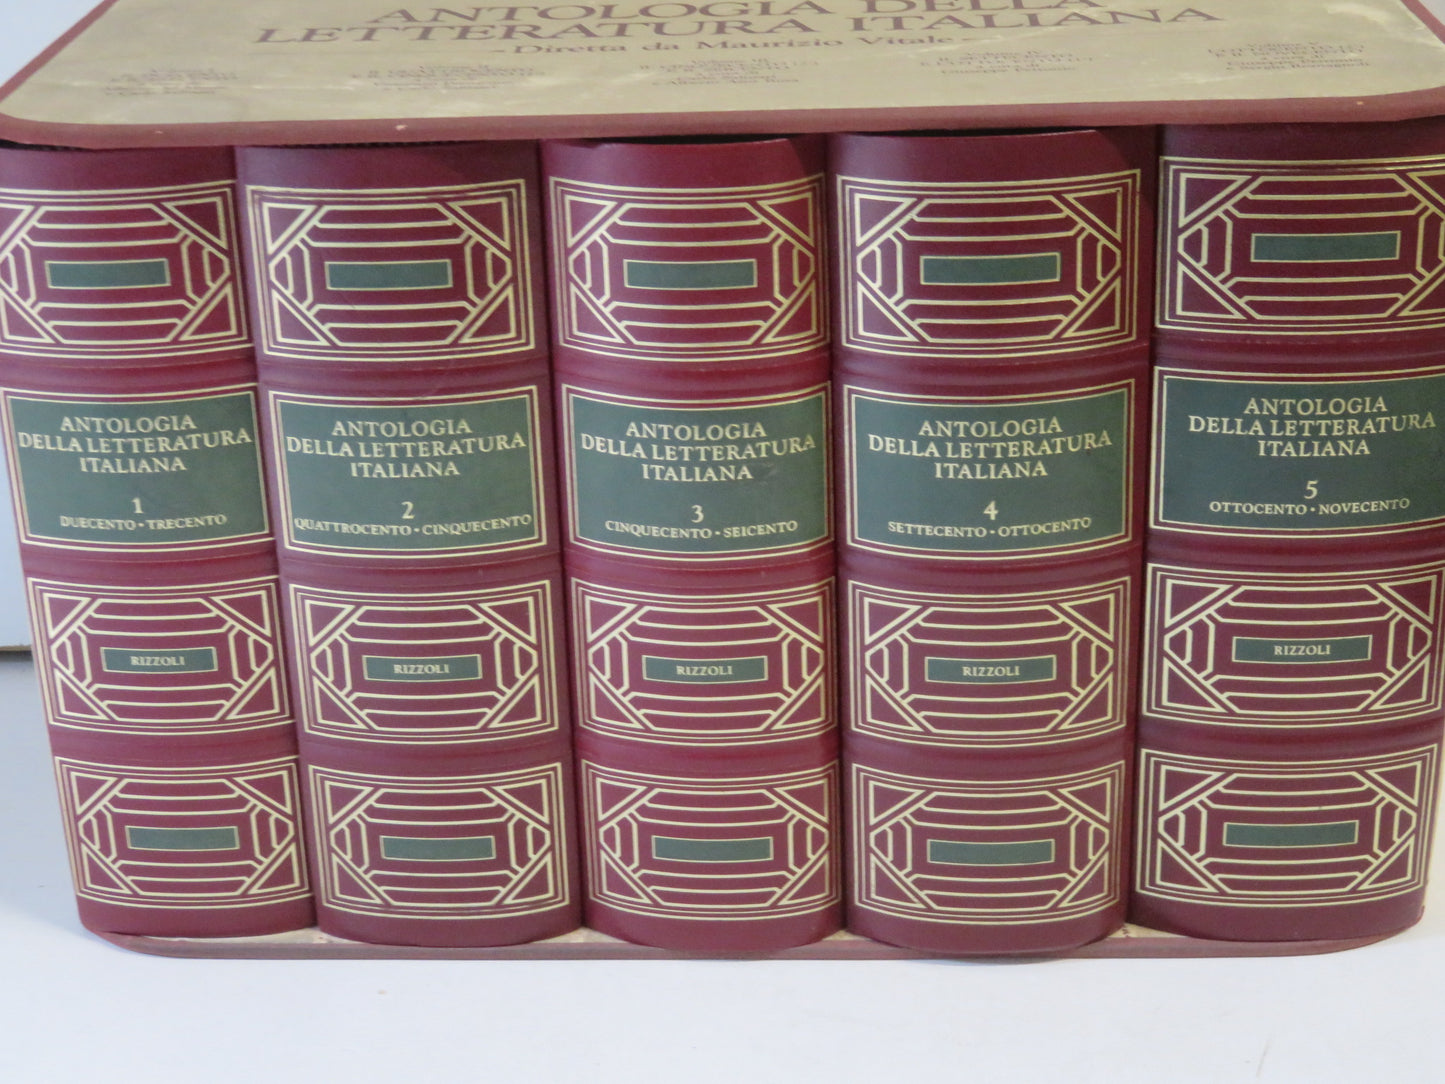 ANTOLOGIA DELLA
LETTERATURA ITALIANA
Diretta da Maurizio Vitale
ANTOLOGIA
DELLA LETTERATURA
ITALIANA
1
DUECENTO • TRECENTO
RIZZOLI
ANTOLOGIA
DELLA LETTERATURA
ITALIANA
2
QUATTROCENTO • CINQUECENTO
RIZZOLI
ANTOLOGIA
DELLA LETTERATURA
ITALIANA
3
CINQUECENTO • SEICENTO
RIZZOLI
ANTOLOGIA
DELLA LETTERATURA
ITALIANA
4
SETTECENTO • OTTOCENTO
RIZZOLI
ANTOLOGIA
DELLA LETTERATURA
ITALIANA
5
OTTOCENTO • NOVECENTO
RIZZOLI